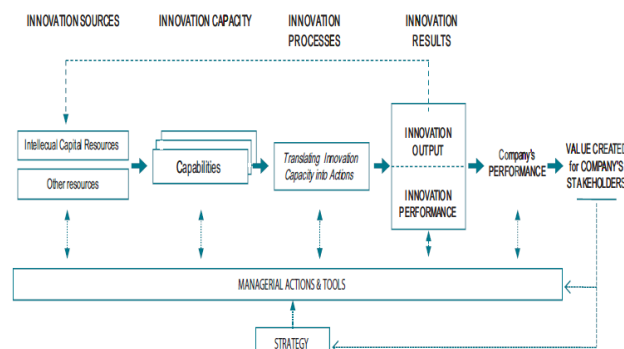 INNOVATION SOURCES
INNOVATION CAPACITY
INNOVATION
PROCESSES
INNOVATION
RESULTS
Intellecual Capital Resources
Other resources
Capabilities
Translating Innovation
Capacity into Actions
INNOVATION
OUTPUT
INNOVATION
PERFORMANCE
Company's
PERFORMANCE
VALUE CREATED
for COMPANY'S
STAKEHOLDERS
MANAGERIAL ACTIONS & TOOLS
STRATEGY